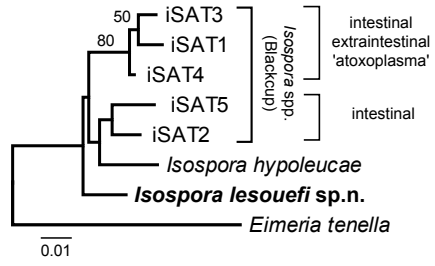 50
iSAT3
80
iSAT1
iSAT4
iSAT5
iSAT2
Isospora hypoleucae
Isospora lesouefi sp.n.
Eimeria tenella
0.01
Isospora spp.
(Blackcup)
intestinal
extraintestinal
'atoxoplasma'
intestinal